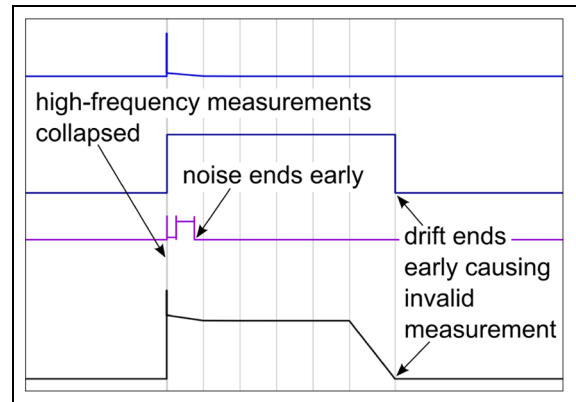 high-frequency measurements
collapsed
noise ends early
drift ends
early causing
invalid
measurement